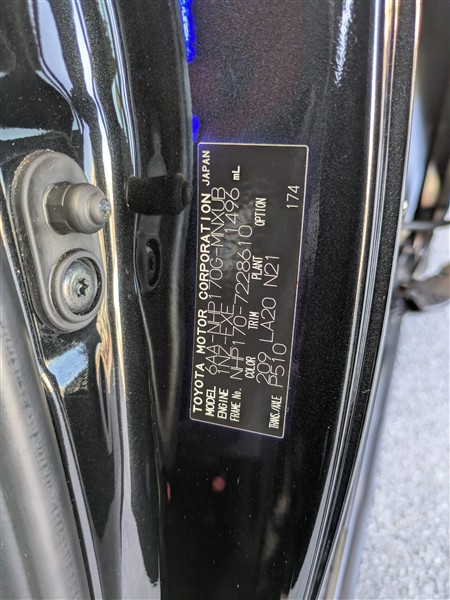 TOYOTA MOTOR CORPORATION JAPAN
MODEL 6AA-NHP170G-MNXUB
ENGINE 1NZ-FXE 1496 mL
FRAME No. NHP170-7228610
COLOR TRIM PLANT OPTION
209 LA20 N21
TRANS./AXLE P510 174